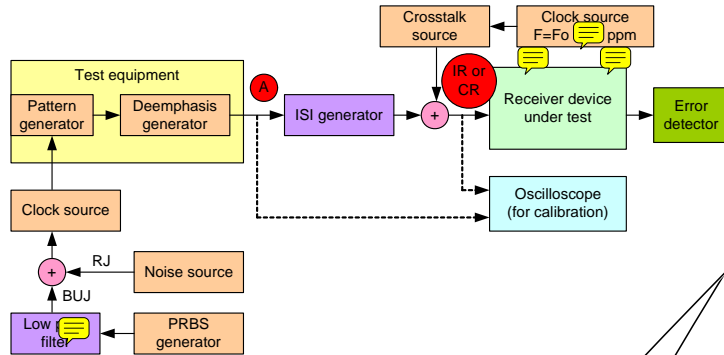 Crosstalk
source
Clock source
F=Fo ppm
Test equipment
Pattern
generator
Deemphasis
generator
A
ISI generator
+
IR or
CR
Receiver device
under test
Error
detector
Clock source
Oscilloscope
(for calibration)
+
RJ
Noise source
BUJ
Low
filter
PRBS
generator